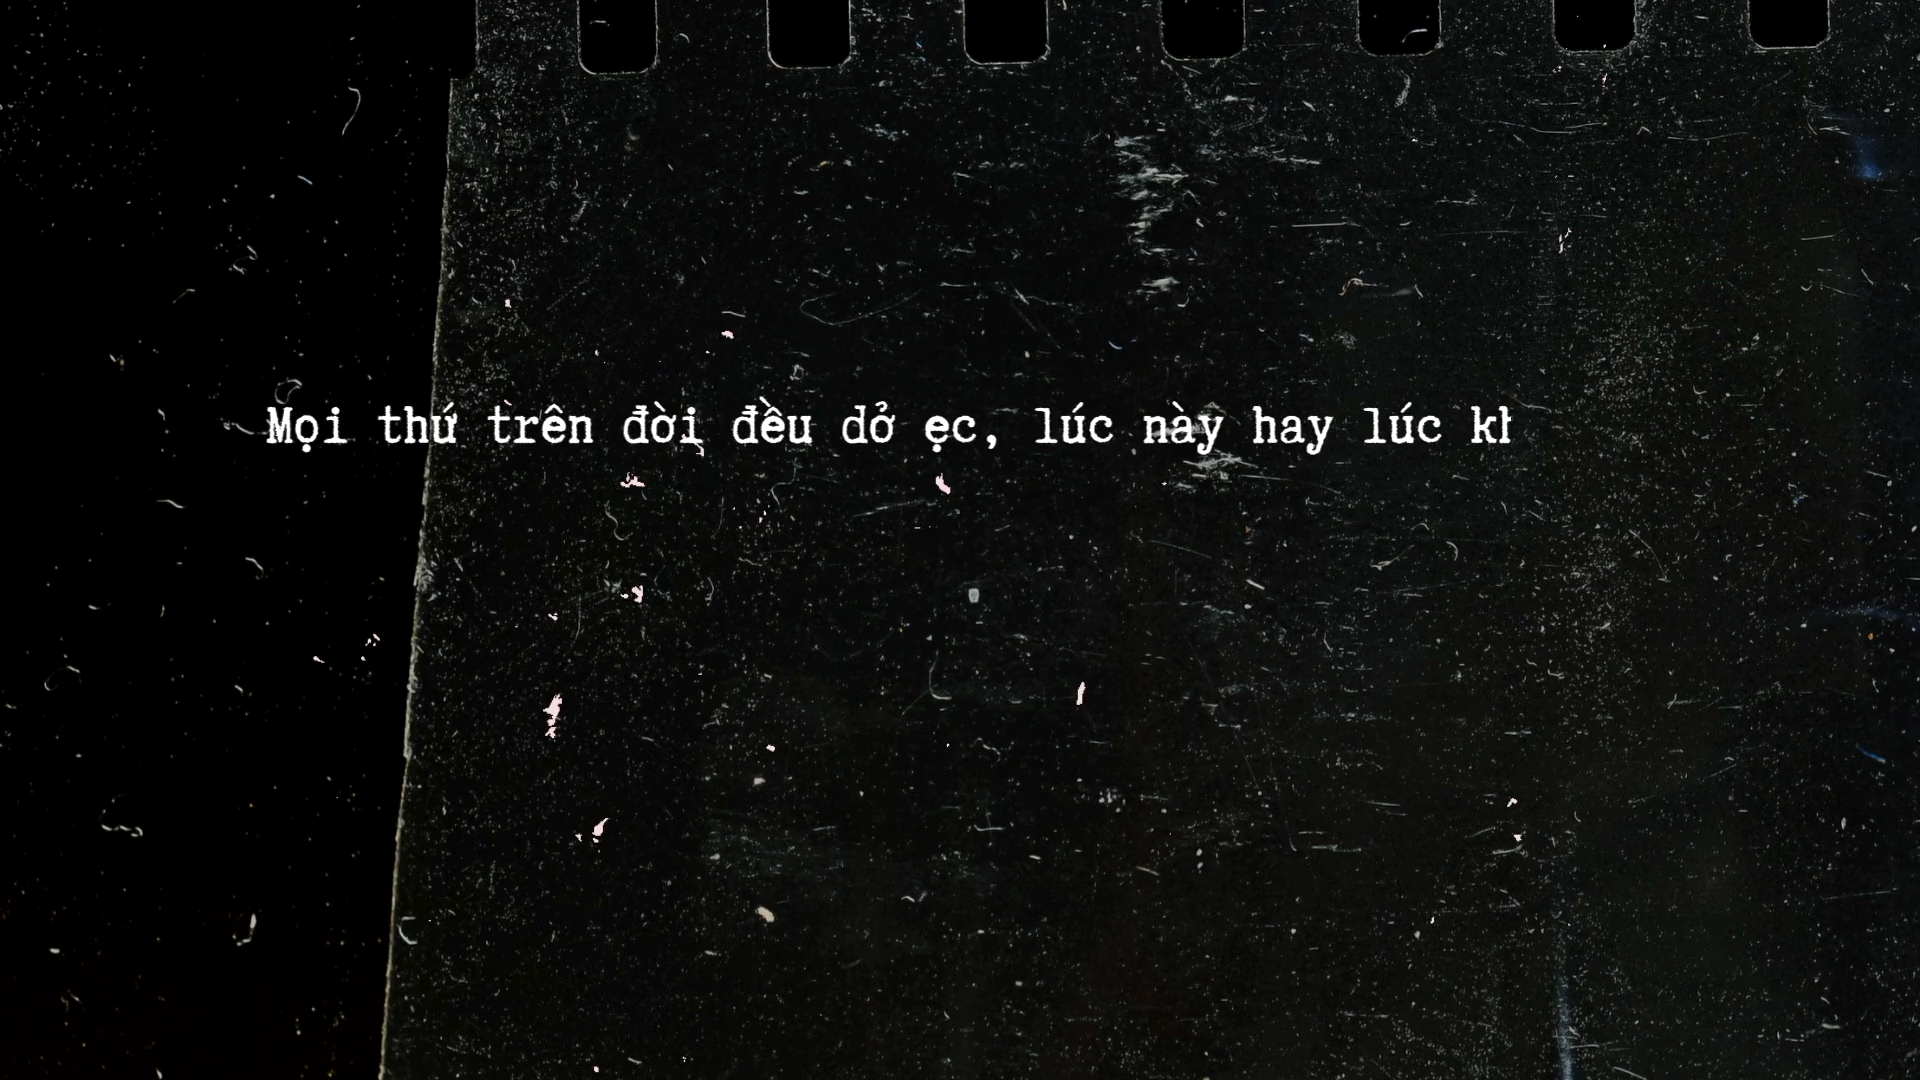 Mọi thứ trên đời đều dở ẹc, lúc này hay lúc